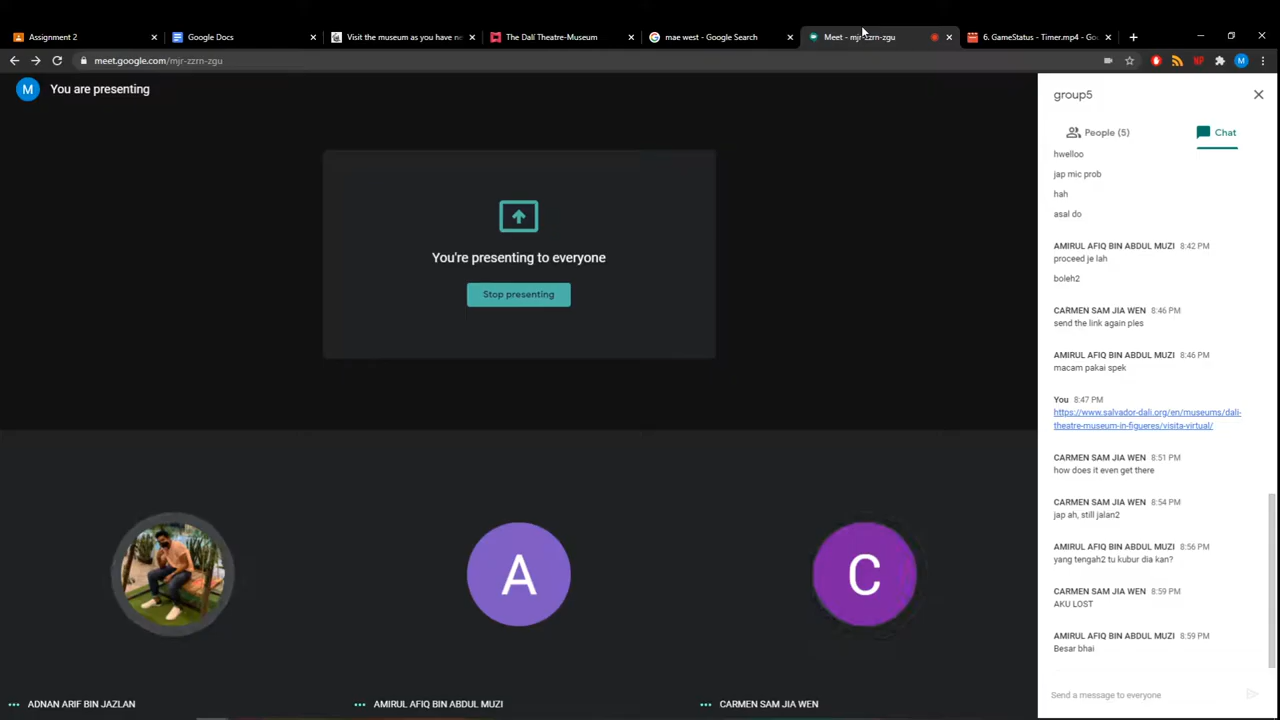 Assignment 2
Google Docs
Visit the museum as you have ne
The Dalí Theatre-Museum
mae west - Google Search
Meet - mjr-zzrn-zgu
6. GameStatus - Timer.mp4 - Go
meet.google.com/mjr-zzrn-zgu
M
M
You are presenting
group5
People (5)
Chat
hwelloo
jap mic prob
hah
asal do
AMIRUL AFIQ BIN ABDUL MUZI 8:42 PM
proceed je lah
boleh2
CARMEN SAM JIA WEN 8:46 PM
send the link again ples
AMIRUL AFIQ BIN ABDUL MUZI 8:46 PM
macam pakai spek
You 8:47 PM
https://www.salvador-dali.org/en/museums/dali-
theatre-museum-in-figueres/visita-virtual/
CARMEN SAM JIA WEN 8:51 PM
how does it even get there
CARMEN SAM JIA WEN 8:54 PM
jap ah, still jalan2
AMIRUL AFIQ BIN ABDUL MUZI 8:56 PM
yang tengah2 tu kubur dia kan?
CARMEN SAM JIA WEN 8:59 PM
AKU LOST
AMIRUL AFIQ BIN ABDUL MUZI 8:59 PM
Besar bhai
Send a message to everyone
You're presenting to everyone
Stop presenting
A
C
ADNAN ARIF BIN JAZLAN
AMIRUL AFIQ BIN ABDUL MUZI
CARMEN SAM JIA WEN